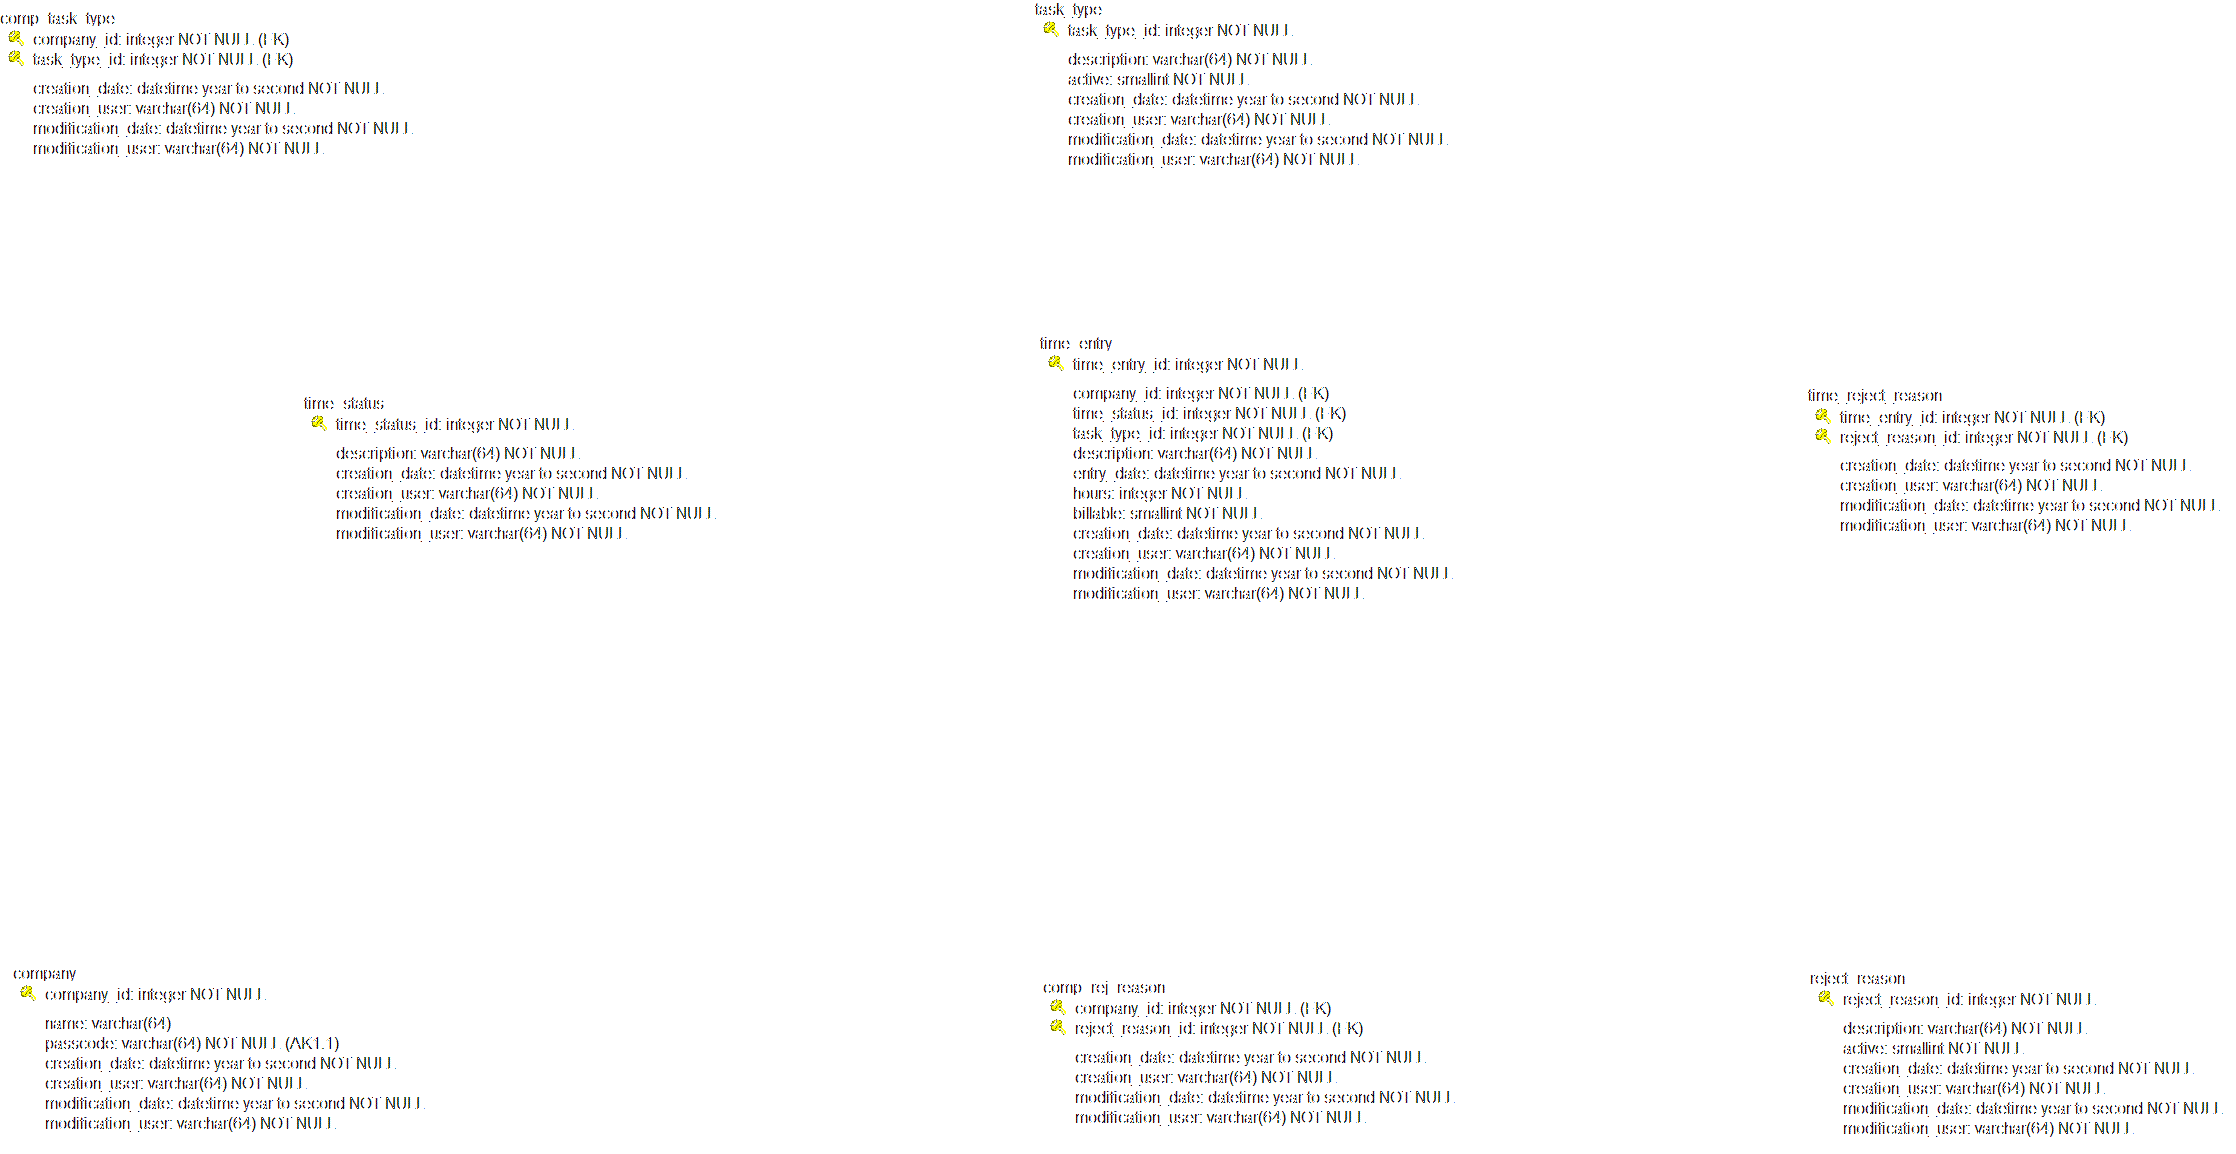 comp_task_type
company_id: integer NOT NULL (FK)
task_type_id: integer NOT NULL (FK)
creation_date: datetime year to second NOT NULL
creation_user: varchar(64) NOT NULL
modification_date: datetime year to second NOT NULL
modification_user: varchar(64) NOT NULL
task_type
task_type_id: integer NOT NULL
description: varchar(64) NOT NULL
active: smallint NOT NULL
creation_date: datetime year to second NOT NULL
creation_user: varchar(64) NOT NULL
modification_date: datetime year to second NOT NULL
modification_user: varchar(64) NOT NULL
time_status
time_status_id: integer NOT NULL
description: varchar(64) NOT NULL
creation_date: datetime year to second NOT NULL
creation_user: varchar(64) NOT NULL
modification_date: datetime year to second NOT NULL
modification_user: varchar(64) NOT NULL
time_entry
time_entry_id: integer NOT NULL
company_id: integer NOT NULL (FK)
time_status_id: integer NOT NULL (FK)
task_type_id: integer NOT NULL (FK)
description: varchar(64) NOT NULL
entry_date: datetime year to second NOT NULL
hours: integer NOT NULL
billable: smallint NOT NULL
creation_date: datetime year to second NOT NULL
creation_user: varchar(64) NOT NULL
modification_date: datetime year to second NOT NULL
modification_user: varchar(64) NOT NULL
time_reject_reason
time_entry_id: integer NOT NULL (FK)
reject_reason_id: integer NOT NULL (FK)
creation_date: datetime year to second NOT NULL
creation_user: varchar(64) NOT NULL
modification_date: datetime year to second NOT NULL
modification_user: varchar(64) NOT NULL
company
company_id: integer NOT NULL
name: varchar(64)
passcode: varchar(64) NOT NULL (AK1.1)
creation_date: datetime year to second NOT NULL
creation_user: varchar(64) NOT NULL
modification_date: datetime year to second NOT NULL
modification_user: varchar(64) NOT NULL
comp_rej_reason
company_id: integer NOT NULL (FK)
reject_reason_id: integer NOT NULL (FK)
creation_date: datetime year to second NOT NULL
creation_user: varchar(64) NOT NULL
modification_date: datetime year to second NOT NULL
modification_user: varchar(64) NOT NULL
reject_reason
reject_reason_id: integer NOT NULL
description: varchar(64) NOT NULL
active: smallint NOT NULL
creation_date: datetime year to second NOT NULL
creation_user: varchar(64) NOT NULL
modification_date: datetime year to second NOT NULL
modification_user: varchar(64) NOT NULL